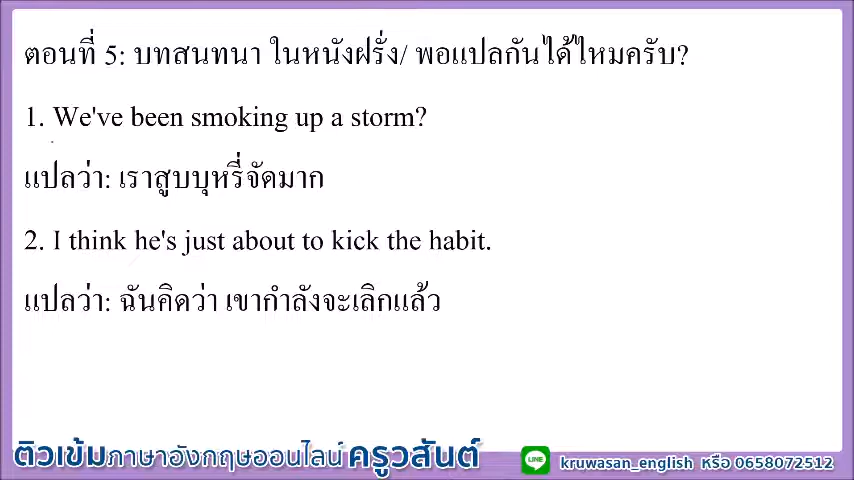 ตอนที่ 5: บทสนทนา ในหนังฝรั่ง/ พอแปลกันได้ไหมครับ?
1. We've been smoking up a storm?
แปลว่า: เราสูบบุหรี่จัดมาก
2. I think he's just about to kick the habit.
แปลว่า: ฉันคิดว่า เขากำลังจะเลิกแล้ว
ติวเข้มภาษาอังกฤษออนไลน์ ครูวสันต์
LINE kruwasan_english หรือ 0658072512